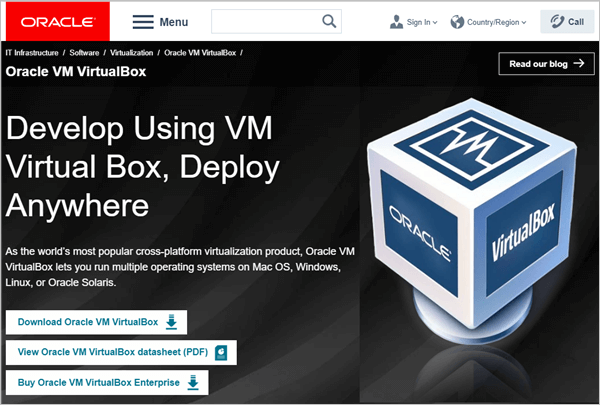 ORACLE
Menu
Sign In
Country/Region
Call
IT Infrastructure / Software / Virtualization / Oracle VM VirtualBox /
Oracle VM VirtualBox
Read our blog
Develop Using VM
Virtual Box, Deploy
Anywhere
As the world's most popular cross-platform virtualization product, Oracle VM
VirtualBox lets you run multiple operating systems on Mac OS, Windows,
Linux, or Oracle Solaris.
Download Oracle VM VirtualBox
View Oracle VM VirtualBox datasheet (PDF)
Buy Oracle VM VirtualBox Enterprise
ORACLE
VirtualBox